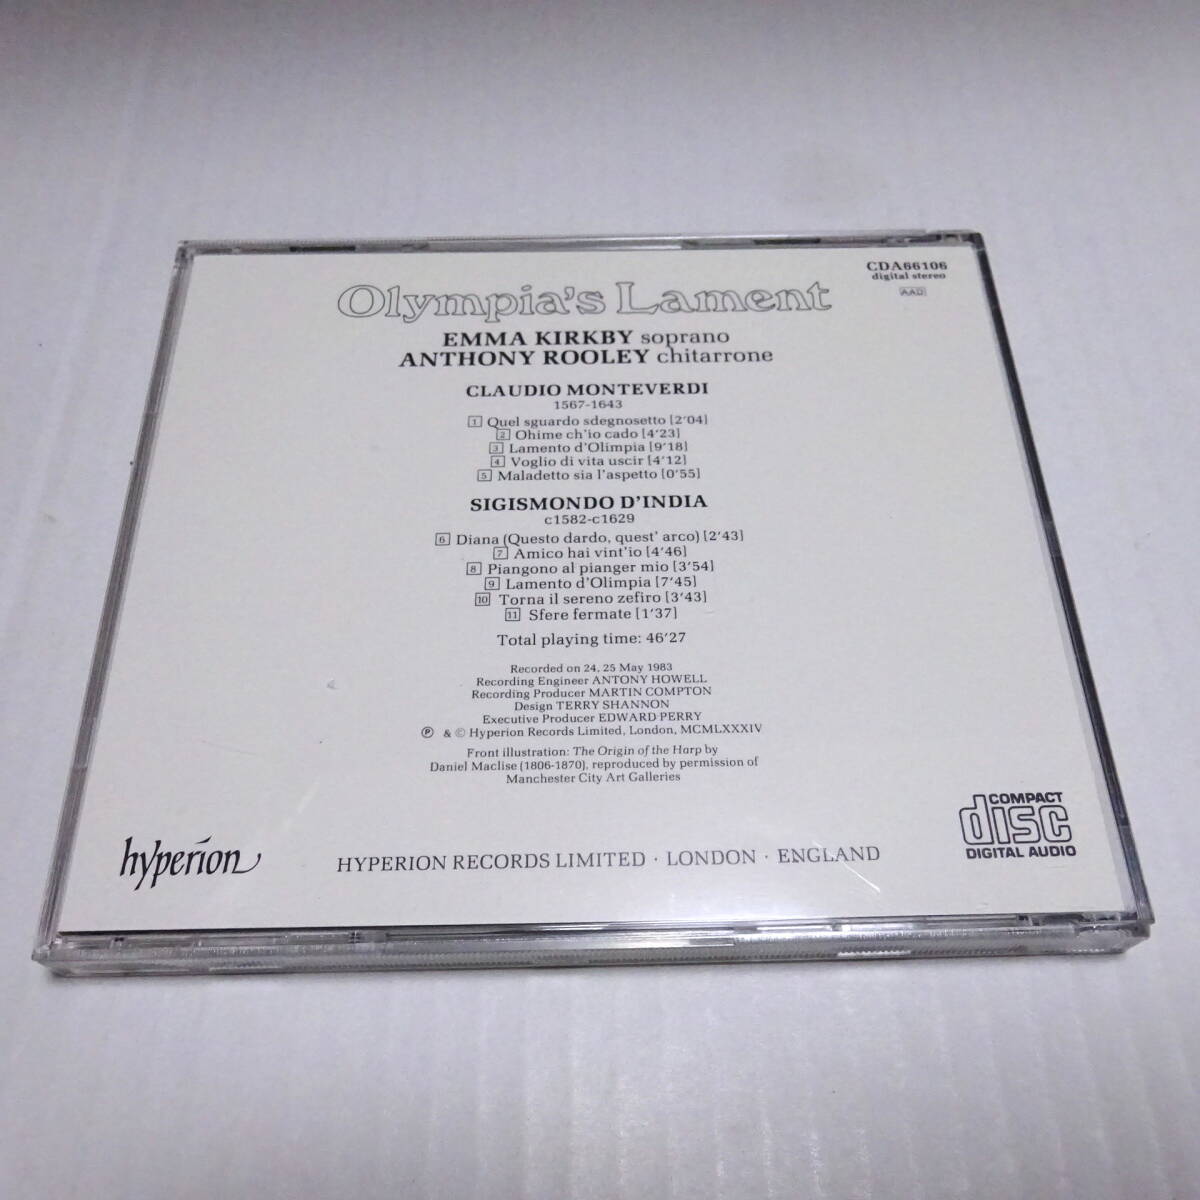 CDA66106
digital stereo
AAD
Olympia's Lament
EMMA KIRKBY soprano
ANTHONY ROOLEY chitarrone
CLAUDIO MONTEVERDI
1567-1643
1 Quel sguardo sdegnosetto [2'04]
2 Ohime ch'io cado [4'23]
3 Lamento d'Olimpia [9'18]
4 Voglio di vita uscir [4'12]
5 Maladetto sia l'aspetto [0'55]
SIGISMONDO D'INDIA
c1582-c1629
6 Diana (Questo dardo, quest' arco) [2'43]
7 Amico hai vint'io [4'46]
8 Piangono al pianger mio [3'54]
9 Lamento d'Olimpia [7'45]
10 Torna il sereno zefiro [3'43]
11 Sfere fermate [1'37]
Total playing time: 46'27
Recorded on 24, 25 May 1983
Recording Engineer ANTONY HOWELL
Recording Producer MARTIN COMPTON
Design TERRY SHANNON
Executive Producer EDWARD PERRY
℗ & © Hyperion Records Limited, London, MCMLXXXIV
Front illustration: The Origin of the Harp by
Daniel Maclise (1806-1870), reproduced by permission of
Manchester City Art Galleries
hyperion
HYPERION RECORDS LIMITED · LONDON · ENGLAND
COMPACT
disc
DIGITAL AUDIO